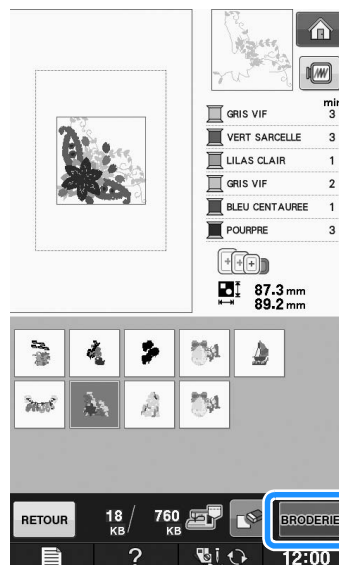 min
GRIS VIF 3
VERT SARCELLE 3
LILAS CLAIR 1
GRIS VIF 2
BLEU CENTAUREE 1
POURPRE 3
87.3 mm
89.2 mm
RETOUR
18 KB / 760 KB
BRODERIE
?
12:00